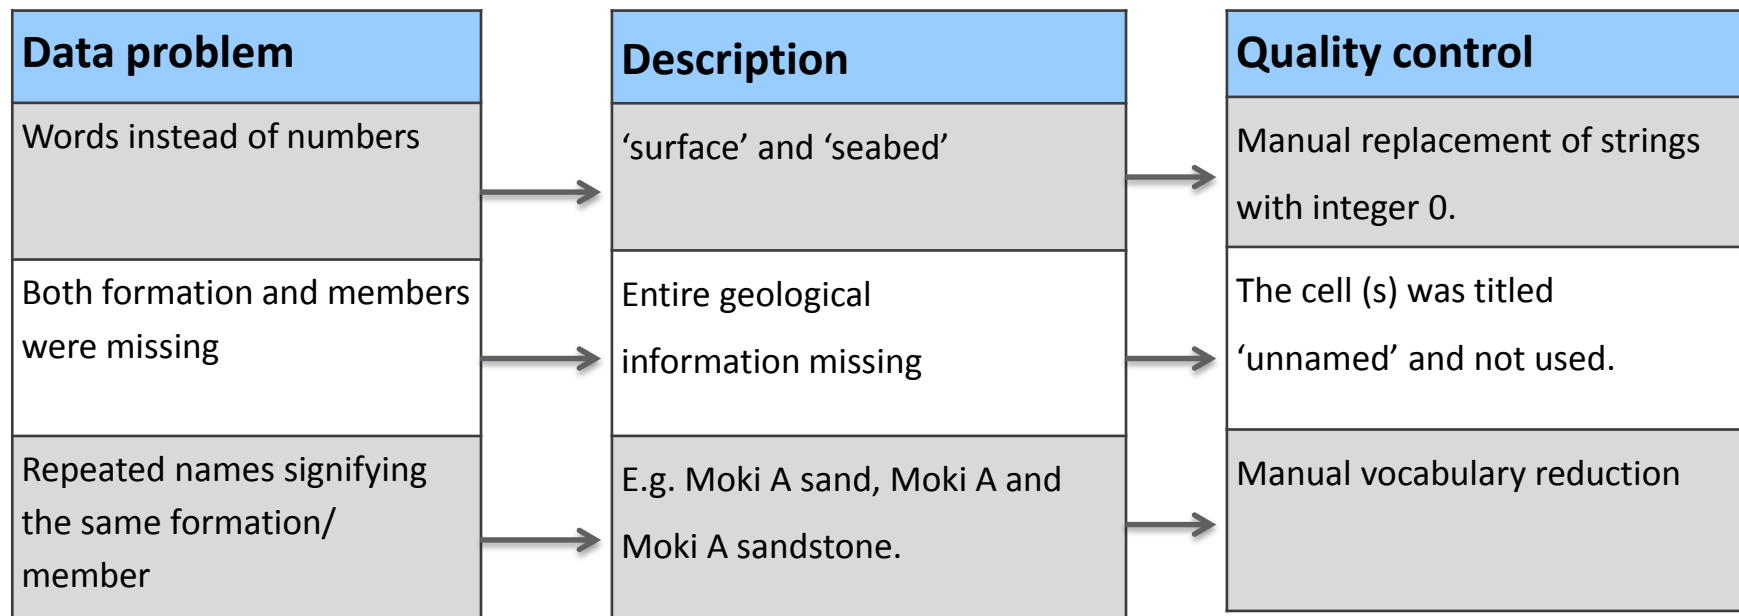 Data problem
Description
Quality control
Words instead of numbers
‘surface’ and ‘seabed’
Manual replacement of strings
with integer 0.
Both formation and members
were missing
Entire geological
information missing
The cell (s) was titled
‘unnamed’ and not used.
Repeated names signifying
the same formation/
member
E.g. Moki A sand, Moki A and
Moki A sandstone.
Manual vocabulary reduction